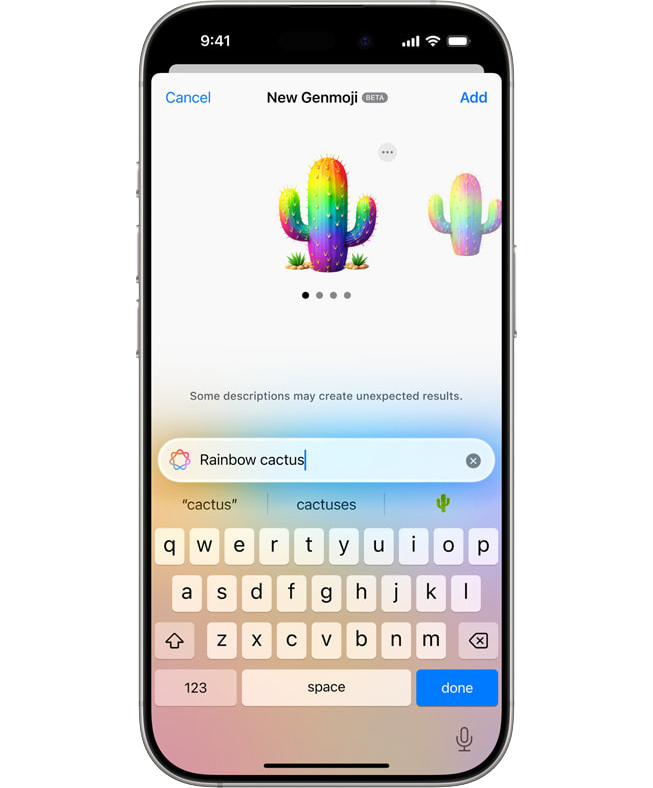 9:41
Cancel New Genmoji BETA Add
Some descriptions may create unexpected results.
Rainbow cactus
“cactus” cactuses
q w e r t y u i o p
a s d f g h j k l
z x c v b n m
123 space done